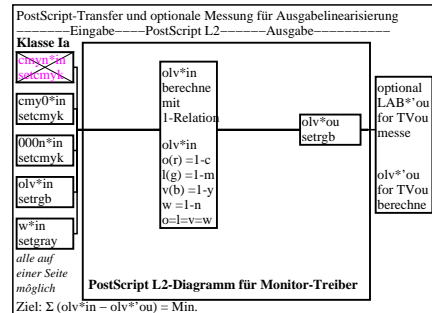 PostScript-Transfer und optionale Messung für Ausgabelinearisierung
–––––––Eingabe––––PostScript L2––––––Ausgabe––––––––––
Klasse Ia
cmyn*in
setcmyk
cmy0*in
setcmyk
000n*in
setcmyk
olv*in
setrgb
w*in
setgray
alle auf
einer Seite
möglich
olv*in
berechne
mit
1-Relation
olv*in
o(r) =1-c
l(g) =1-m
v(b) =1-y
w =1-n
o=l=v=w
olv*ou
setrgb
optional
LAB*'ou
for TVou
messe
olv*'ou
for TVou
berechne
PostScript L2-Diagramm für Monitor-Treiber
Ziel: Σ (olv*in – olv*'ou) = Min.